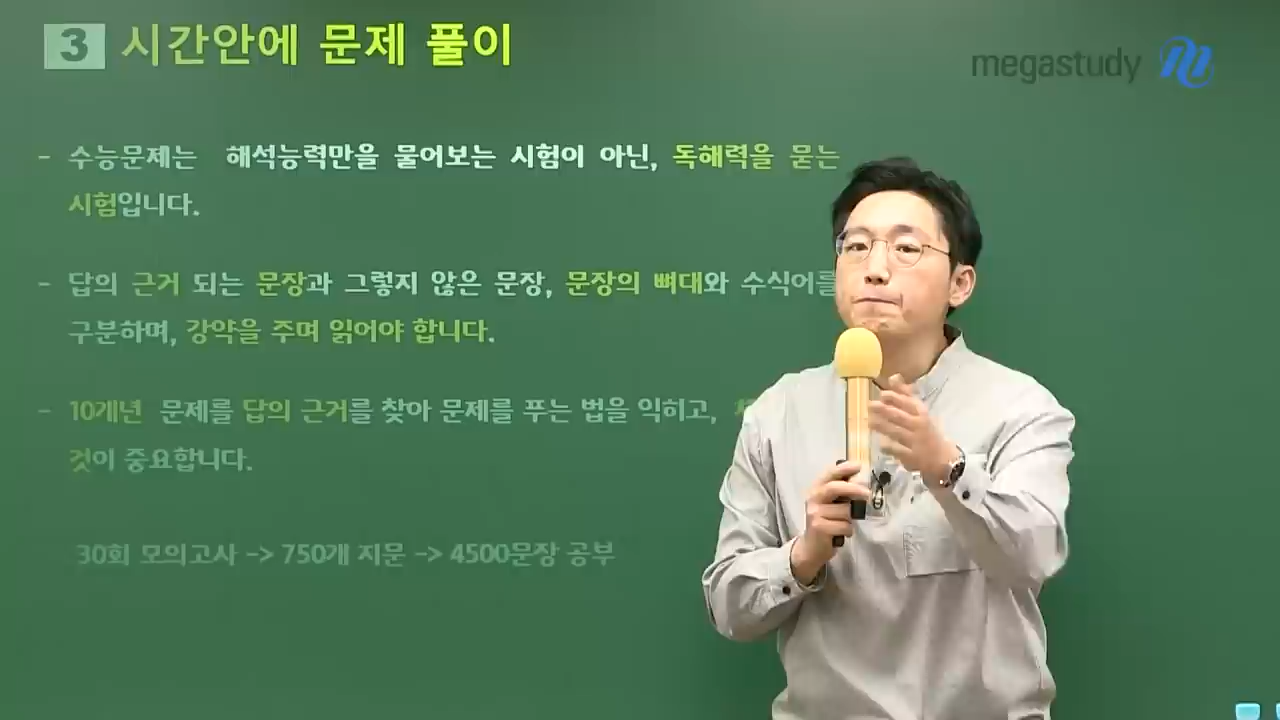 3 시간안에 문제 풀이
megastudy
- 수능문제는 해석능력만을 물어보는 시험이 아닌, 독해력을 묻는
시험입니다.
- 답의 근거 되는 문장과 그렇지 않은 문장, 문장의 뼈대와 수식어를
구분하며, 강약을 주며 읽어야 합니다.
- 10개년 문제를 답의 근거를 찾아 문제를 푸는 법을 익히고,
것이 중요합니다.
30회 모의고사 -> 750개 지문 -> 4500문장 공부